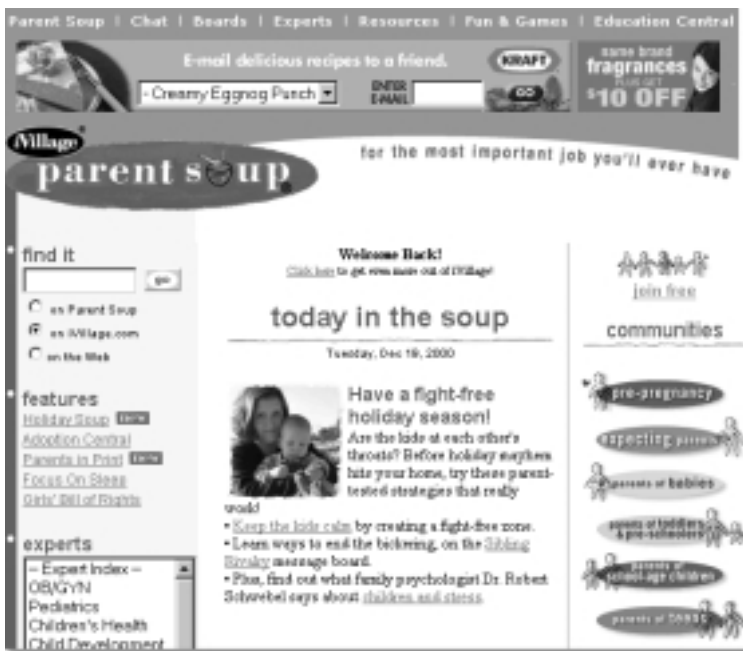 Parent Soup | Chat | Boards | Experts | Resources | Fun & Games | Education Central
E-mail delicious recipes to a friend.
KRAFT
- Creamy Eggnog Punch
ENTER
E-MAIL
GO
name brand
fragrances
PLUS GET
$10 OFF
iVillage
parent soup
for the most important job you'll ever have
find it
go
on Parent Soup
on iVillage.com
on the Web
features
Holiday Soup
Adoption Central
Parents in Print
Focus On Sleep
Girls' Bill of Rights
experts
-- Expert Index --
OB/GYN
Pediatrics
Children's Health
Child Development
Welcome Back!
Click here to get even more out of iVillage!
today in the soup
Tuesday, Dec 19, 2000
Have a fight-free
holiday season!
Are the kids at each other's
throats? Before holiday mayhem
hits your home, try these parent-
tested strategies that really
work!
• Keep the kids calm by creating a fight-free zone.
• Learn ways to end the bickering, on the Sibling
Rivalry message board.
• Plus, find out what family psychologist Dr. Robert
Schwebel says about children and stress.
join free
communities
pre-pregnancy
expecting parents
parents of babies
parents of toddlers
& pre-schoolers
parents of
school-age children
parents of teens